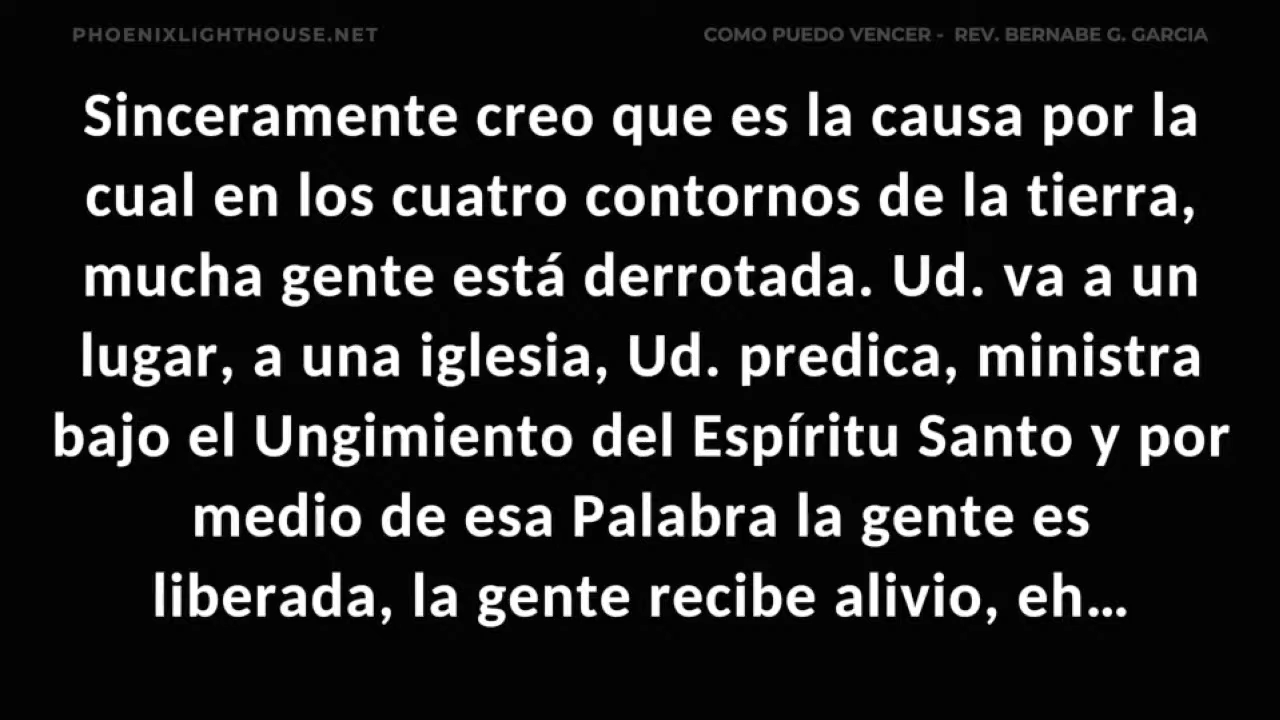 PHOENIXLIGHTHOUSE.NET
COMO PUEDO VENCER - REV. BERNABE G. GARCIA
Sinceramente creo que es la causa por la
cual en los cuatro contornos de la tierra,
mucha gente está derrotada. Ud. va a un
lugar, a una iglesia, Ud. predica, ministra
bajo el Ungimiento del Espíritu Santo y por
medio de esa Palabra la gente es
liberada, la gente recibe alivio, eh...